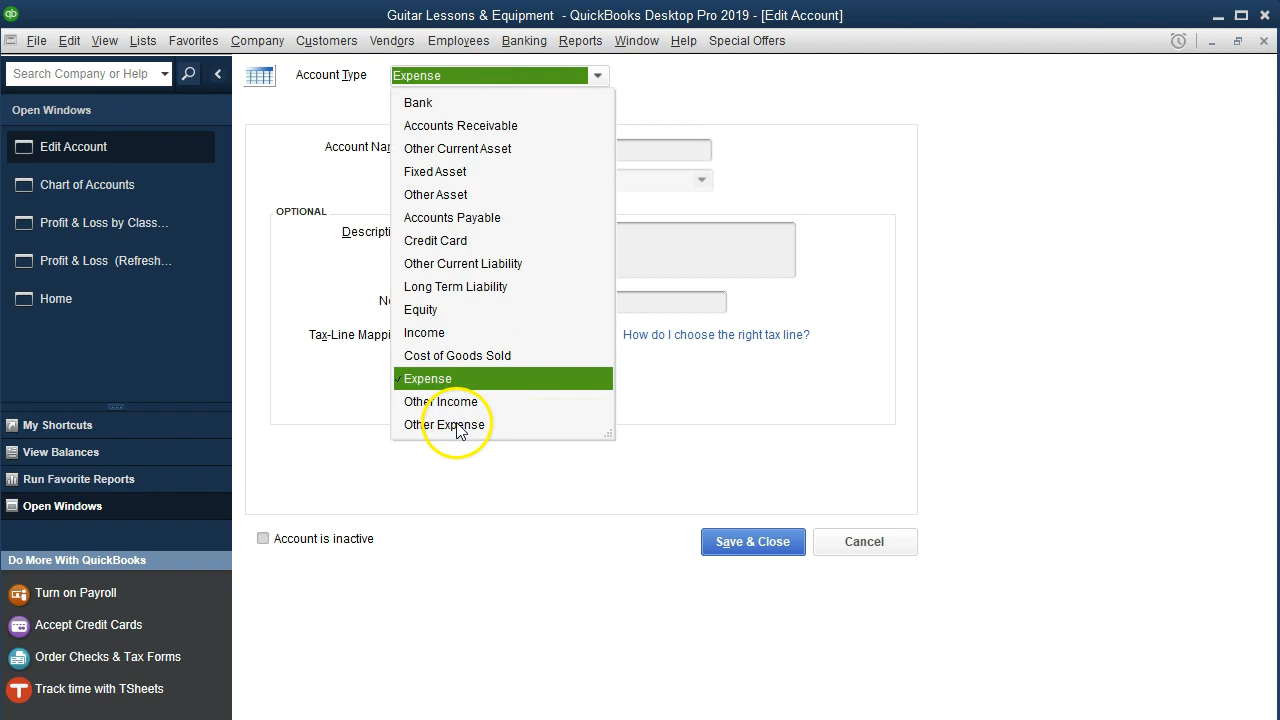 qb
Guitar Lessons & Equipment - QuickBooks Desktop Pro 2019 - [Edit Account]
File Edit View Lists Favorites Company Customers Vendors Employees Banking Reports Window Help Special Offers
Search Company or Help
Open Windows
Edit Account
Chart of Accounts
Profit & Loss by Class...
Profit & Loss (Refresh...
Home
My Shortcuts
View Balances
Run Favorite Reports
Open Windows
Do More With QuickBooks
Turn on Payroll
Accept Credit Cards
Order Checks & Tax Forms
T Track time with TSheets
Account Type Expense
Bank
Accounts Receivable
Other Current Asset
Fixed Asset
Other Asset
Accounts Payable
Credit Card
Other Current Liability
Long Term Liability
Equity
Income
Cost of Goods Sold
Expense
Other Income
Other Expense
Account Nam
OPTIONAL
Descripti
No
Tax-Line Mappi
How do I choose the right tax line?
Account is inactive
Save & Close Cancel